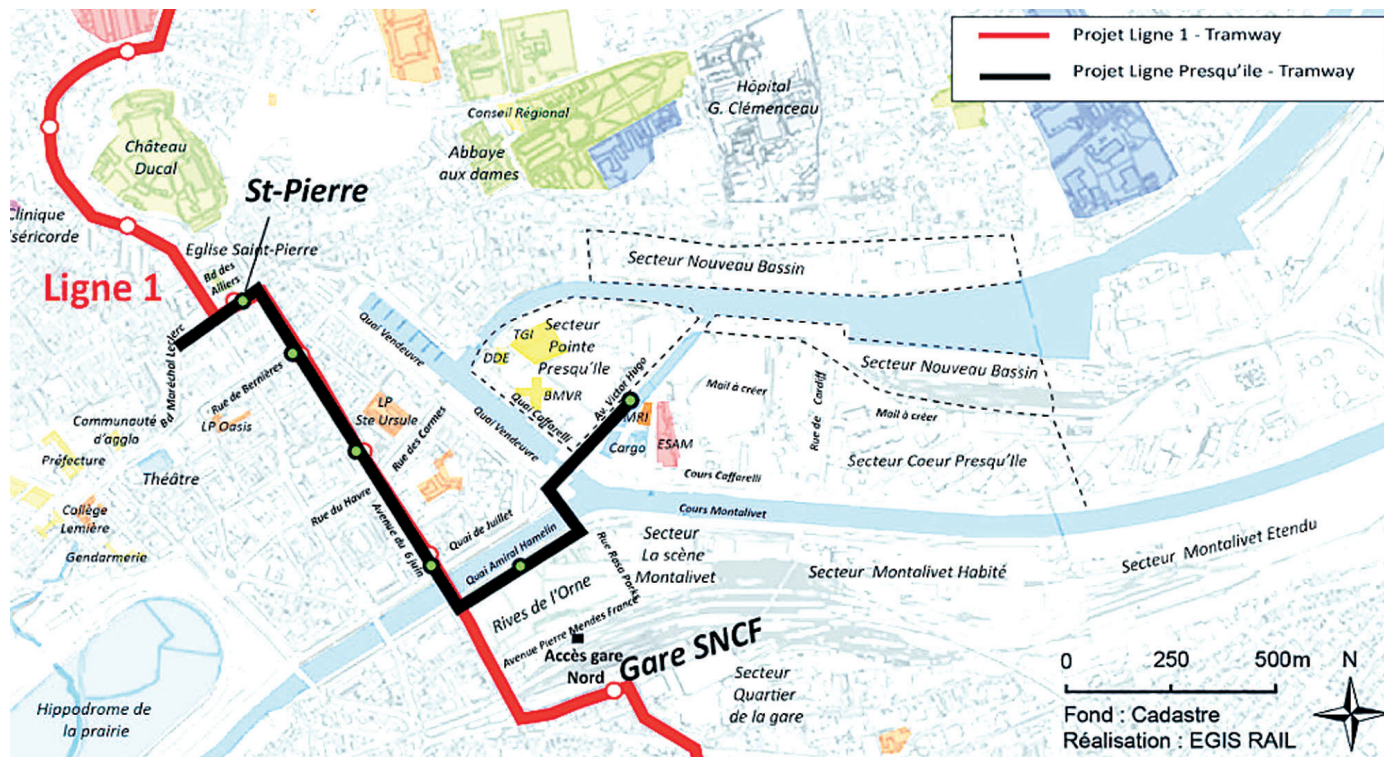 Projet Ligne 1 - Tramway
Projet Ligne Presqu'ile - Tramway
Hôpital
G. Clémenceau
Conseil Régional
Abbaye
aux dames
Château
Ducal
St-Pierre
Clinique
Eglise Saint-Pierre
Bd des
Alliers
Ligne 1
Bd Maréchal Leclerc
Secteur Nouveau Bassin
Quai Vendeuvre
TGI
Secteur
Pointe
Presqu'île
DDE
BMVR
Quai Caffarelli
Av. Victor Hugo
Quai Vendeuvre
Secteur Nouveau Bassin
Mail à créer
Rue de Cardiff
Mail à créer
MRI
Cargo
ESAM
Cours Caffarelli
Secteur Coeur Presqu'île
Cours Montalivet
Rue de Bernières
LP Oasis
LP
Ste Ursule
Rue des Carmes
Communauté
d'agglo
Préfecture
Théâtre
Collège
Lemière
Gendarmerie
Rue du Havre
Avenue du 6 juin
Quai de Juillet
Quai Amiral Hamelin
Rue Rosa Parks
Secteur
La scène
Montalivet
Secteur Montalivet Habité
Secteur Montalivet Etendu
Rives de l'Orne
Avenue Pierre Mendes France
Accès gare
Nord
Gare SNCF
Secteur
Quartier
de la gare
Hippodrome de
la prairie
0 250 500m N
Fond : Cadastre
Réalisation : EGIS RAIL